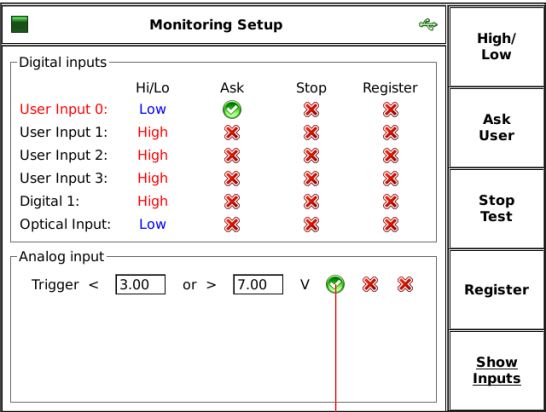 Monitoring Setup
Digital inputs
Hi/Lo Ask Stop Register
User Input 0: Low
User Input 1: High
User Input 2: High
User Input 3: High
Digital 1: High
Optical Input: Low
Analog input
Trigger < 3.00 or > 7.00 V
High/
Low
Ask
User
Stop
Test
Register
Show
Inputs